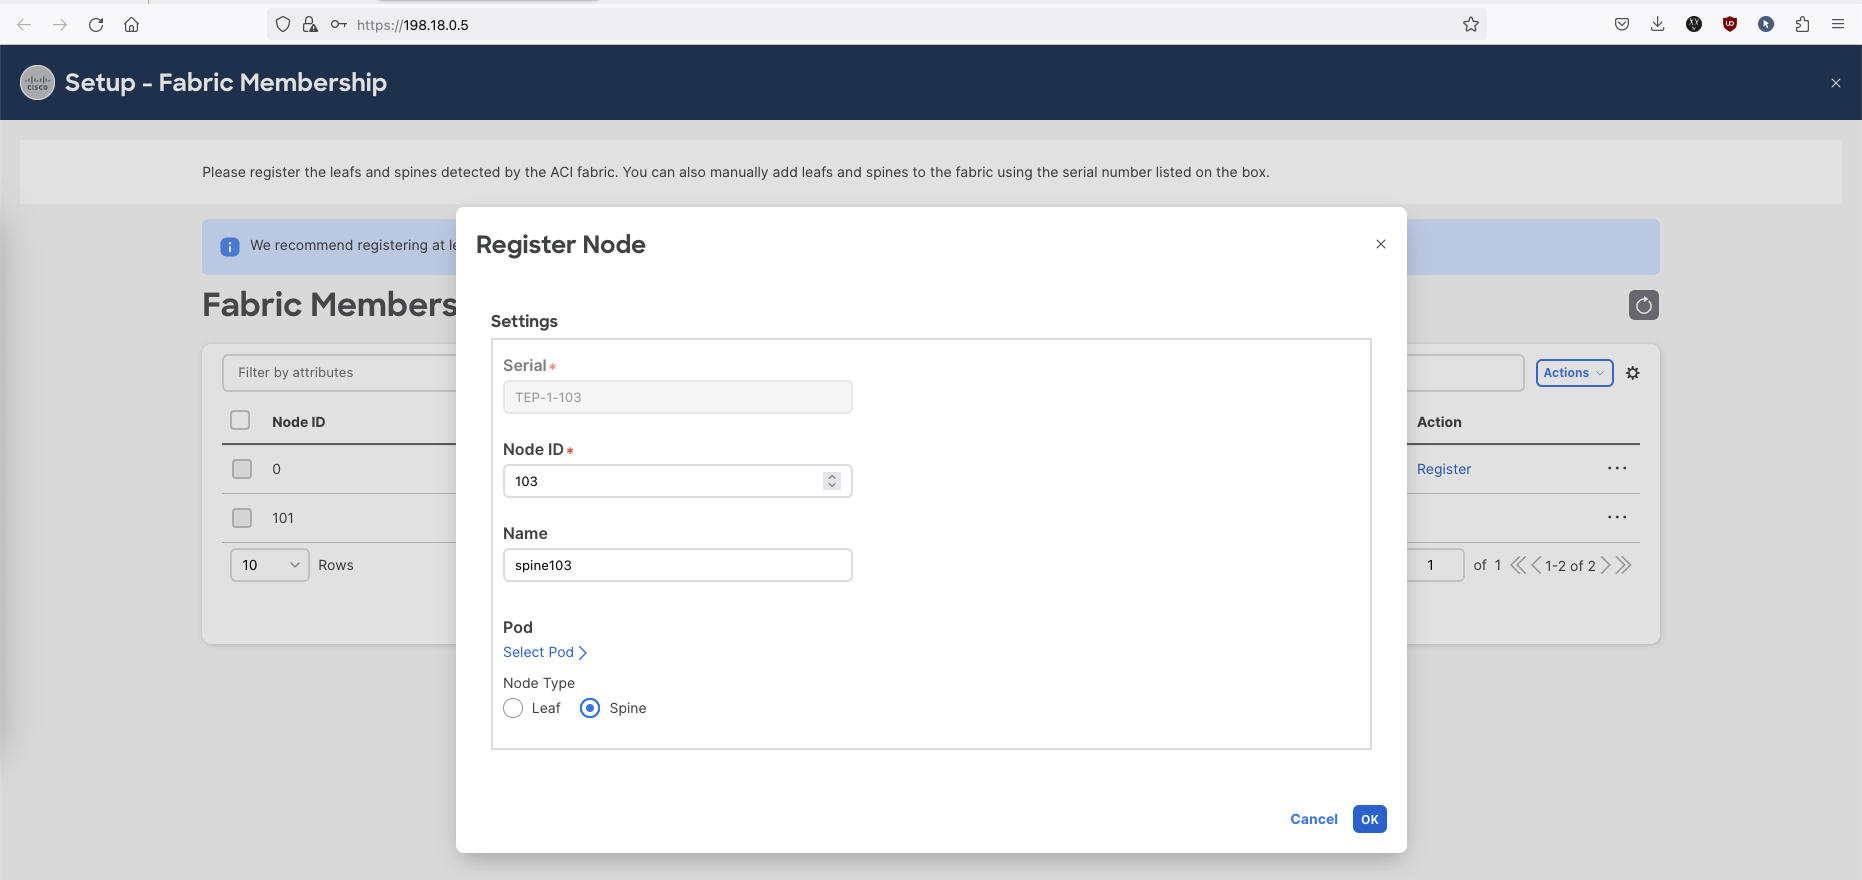 https://198.18.0.5
CISCO
Setup - Fabric Membership
Please register the leafs and spines detected by the ACI fabric. You can also manually add leafs and spines to the fabric using the serial number listed on the box.
We recommend registering at le
Register Node
Fabric Members
Settings
Serial*
Filter by attributes
Actions
TEP-1-103
Node ID
Action
Node ID*
0
Register
103
101
Name
10
Rows
spine103
1
of 1
1-2 of 2
Pod
Select Pod
Node Type
Leaf
Spine
Cancel
OK